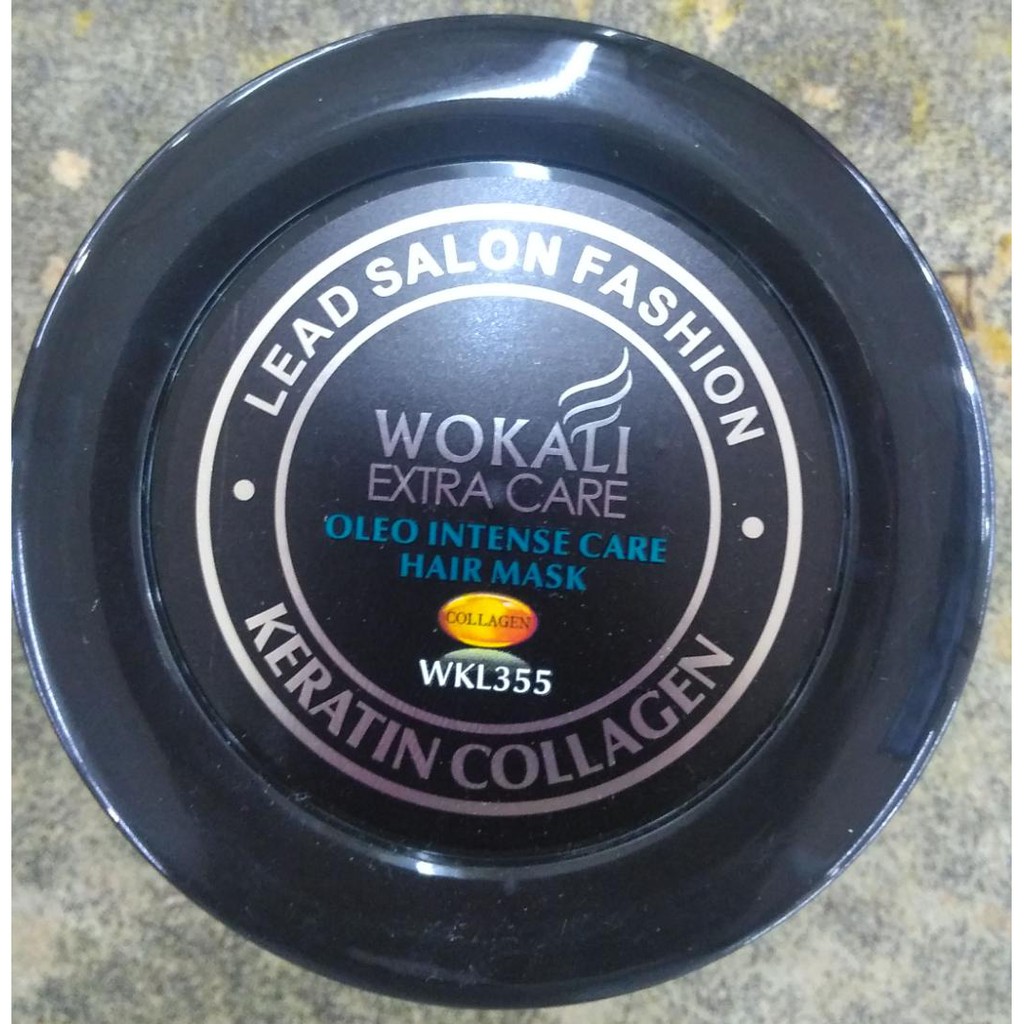 LEAD SALON FASHION
WOKALI
EXTRA CARE
OLEO INTENSE CARE
HAIR MASK
COLLAGEN
WKL355
KERATIN COLLAGEN